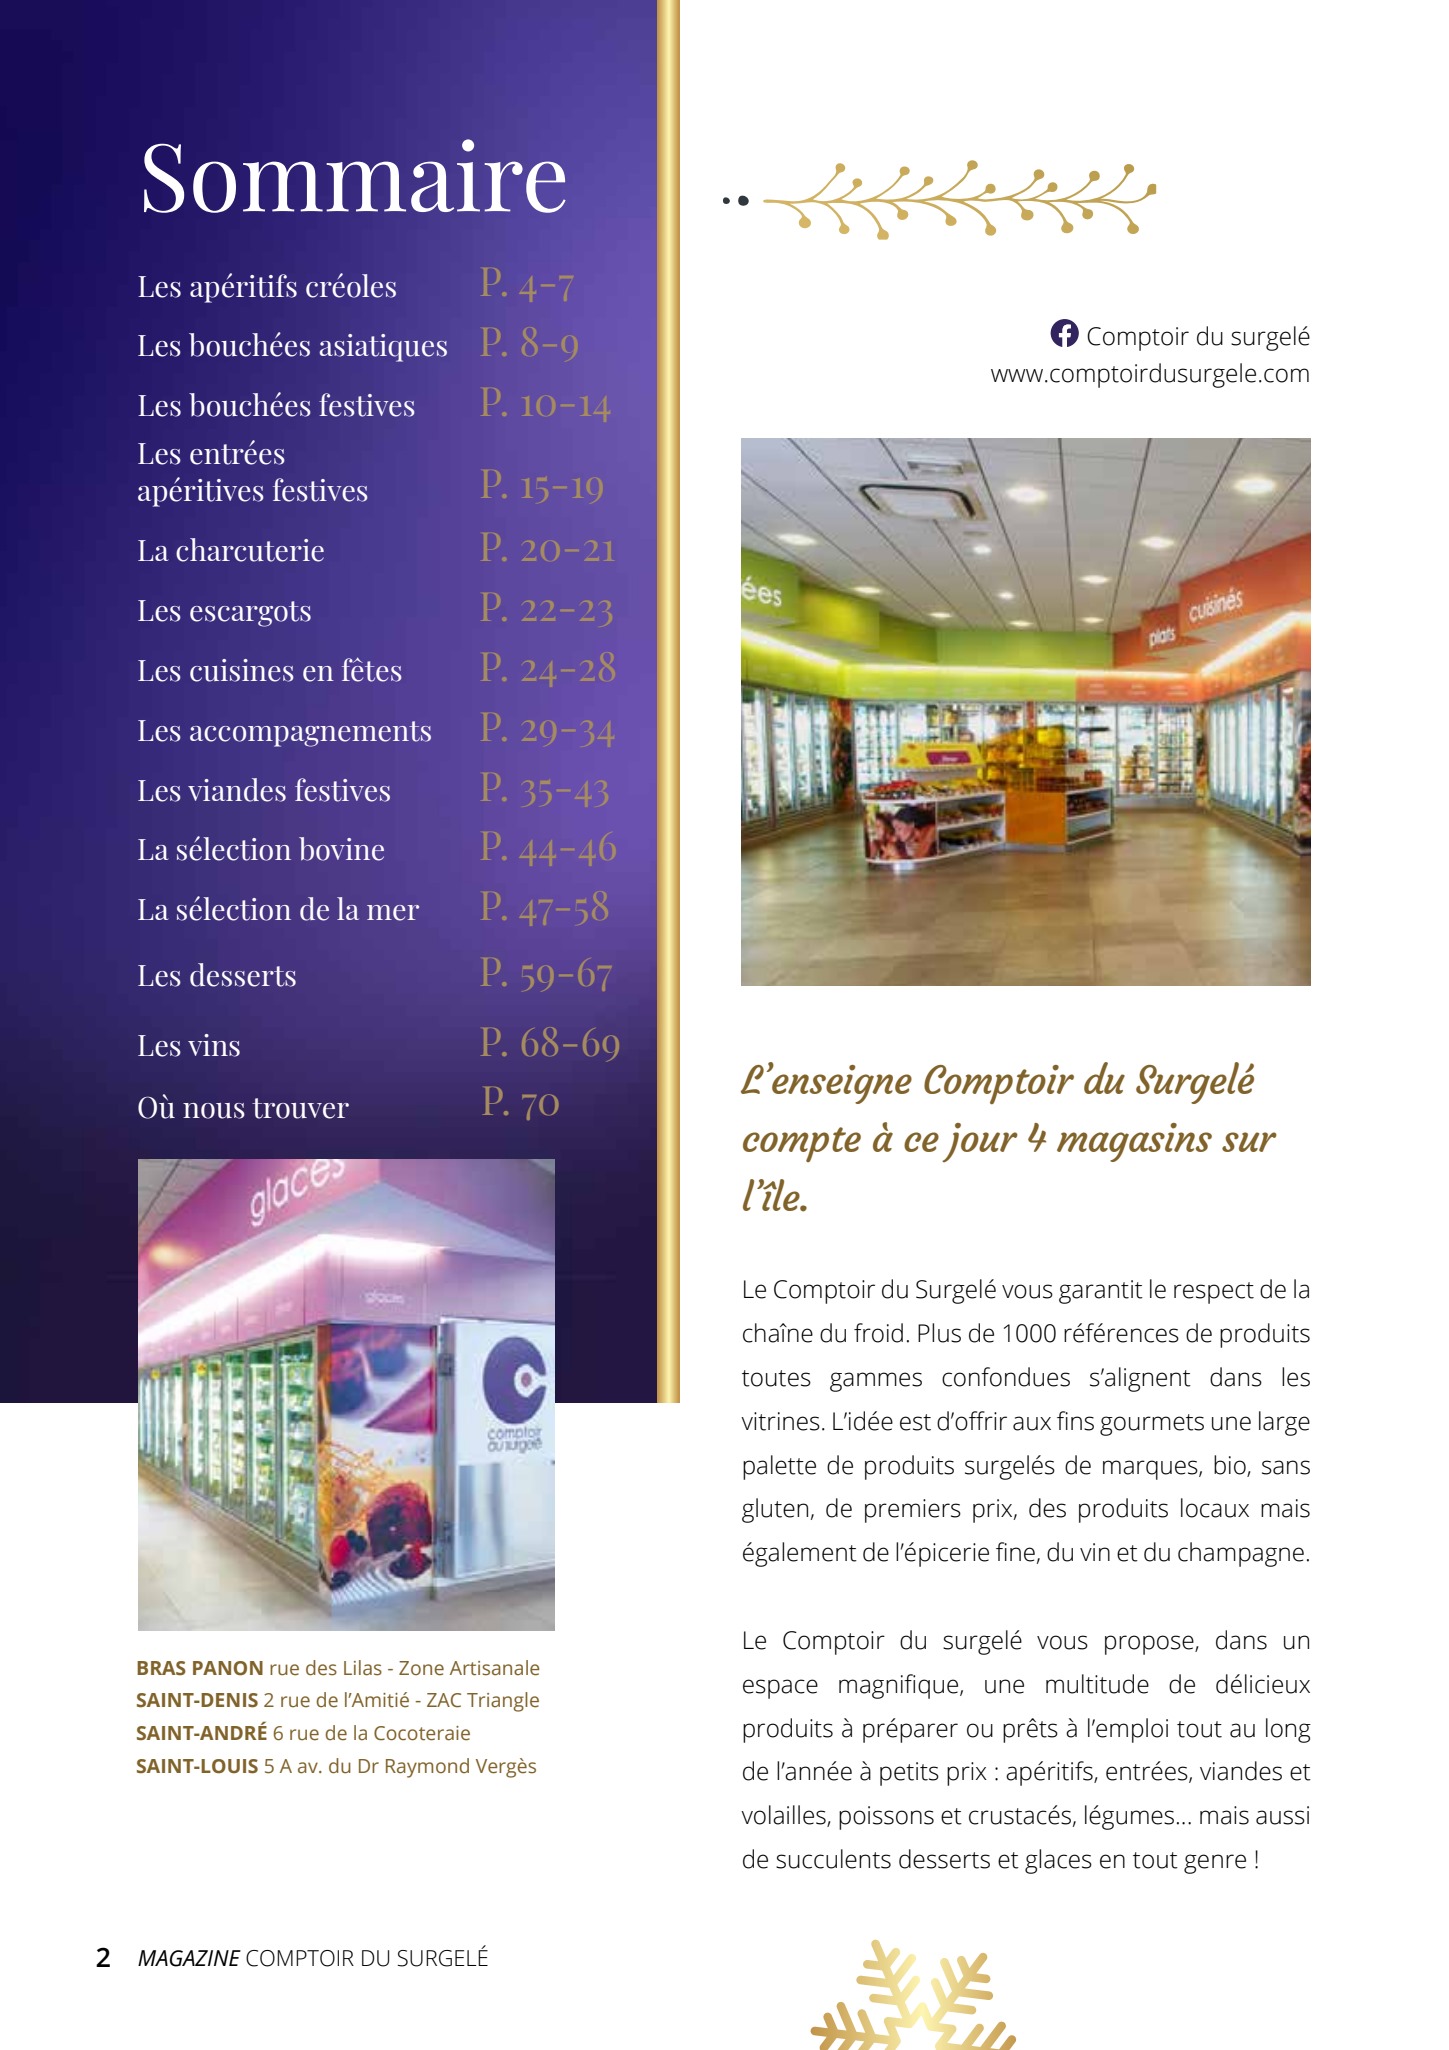 Sommaire
Les apéritifs créoles P. 4-7
Les bouchées asiatiques P. 8-9
Les bouchées festives P. 10-14
Les entrées
apéritives festives P. 15-19
La charcuterie P. 20-21
Les escargots P. 22-23
Les cuisines en fêtes P. 24-28
Les accompagnements P. 29-34
Les viandes festives P. 35-43
La sélection bovine P. 44-46
La sélection de la mer P. 47-58
Les desserts P. 59-67
Les vins P. 68-69
Où nous trouver P. 70
glaces
glaces
comptoir
du surgelé
BRAS PANON rue des Lilas - Zone Artisanale
SAINT-DENIS 2 rue de l'Amitié - ZAC Triangle
SAINT-ANDRÉ 6 rue de la Cocoteraie
SAINT-LOUIS 5 A av. du Dr Raymond Vergès
Comptoir du surgelé
www.comptoirdusurgele.com
ées
plats cuisinés
L'enseigne Comptoir du Surgelé
compte à ce jour 4 magasins sur
l'île.
Le Comptoir du Surgelé vous garantit le respect de la
chaîne du froid. Plus de 1000 références de produits
toutes gammes confondues s'alignent dans les
vitrines. L'idée est d'offrir aux fins gourmets une large
palette de produits surgelés de marques, bio, sans
gluten, de premiers prix, des produits locaux mais
également de l'épicerie fine, du vin et du champagne.
Le Comptoir du surgelé vous propose, dans un
espace magnifique, une multitude de délicieux
produits à préparer ou prêts à l'emploi tout au long
de l'année à petits prix : apéritifs, entrées, viandes et
volailles, poissons et crustacés, légumes... mais aussi
de succulents desserts et glaces en tout genre !
2 MAGAZINE COMPTOIR DU SURGELÉ